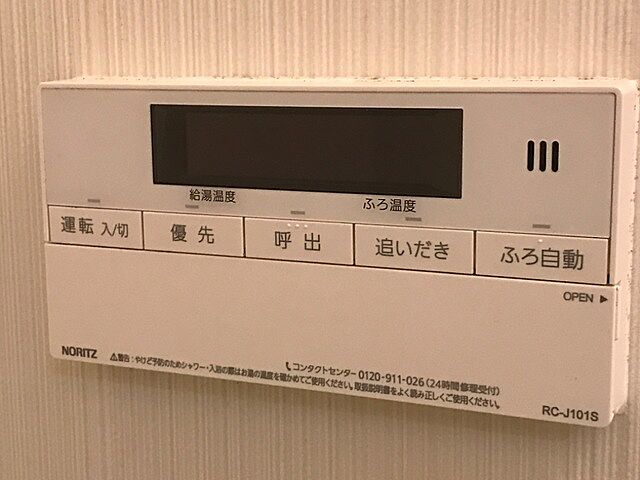 給湯温度 ふろ温度
運転 入/切 優先 呼出 追いだき ふろ自動
OPEN ▶
NORITZ ⚠警告:やけど予防のためシャワー・入浴の際はお湯の温度を確かめてご使用ください。取扱説明書をよく読み正しくご使用ください。
コンタクトセンター 0120-911-026(24時間修理受付)
RC-J101S